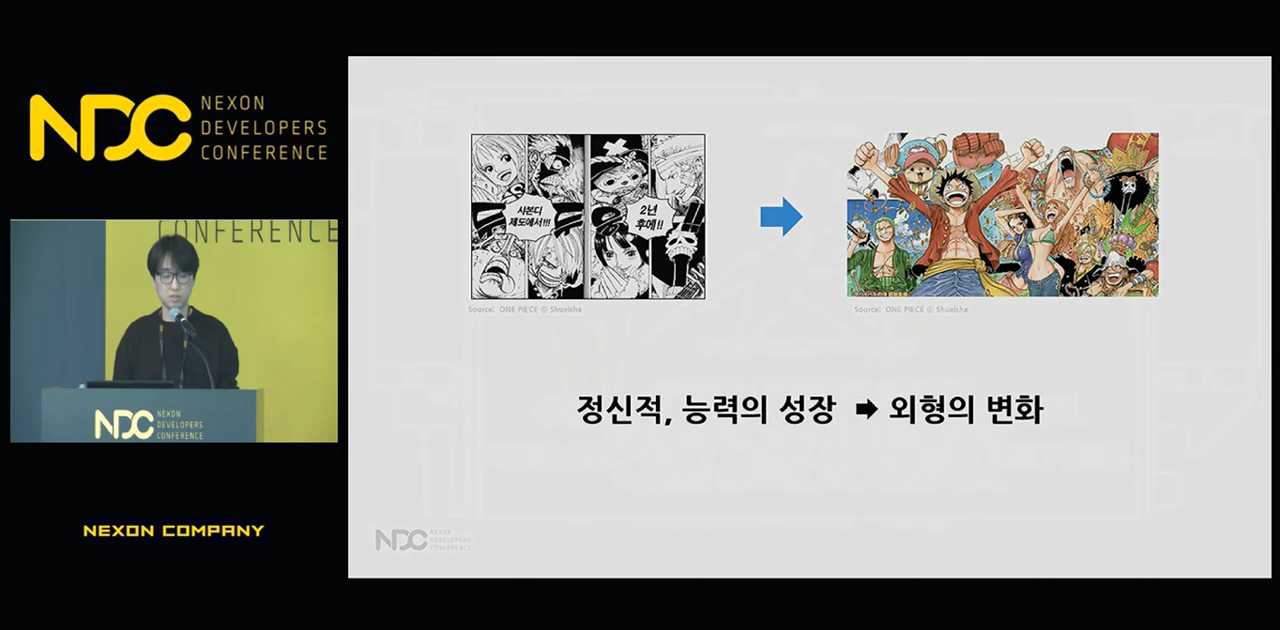 NDC
NEXON
DEVELOPERS
CONFERENCE
CONFERENCE
NDC
NEXON
DEVELOPERS
CONFERENCE
NEXON COMPANY
사본디
제도에서!!!
2년
후에!!
Source: ONE PIECE © Shueisha
Source: ONE PIECE © Shueisha
정신적, 능력의 성장 ➡ 외형의 변화
NDC
NEXON
DEVELOPERS
CONFERENCE